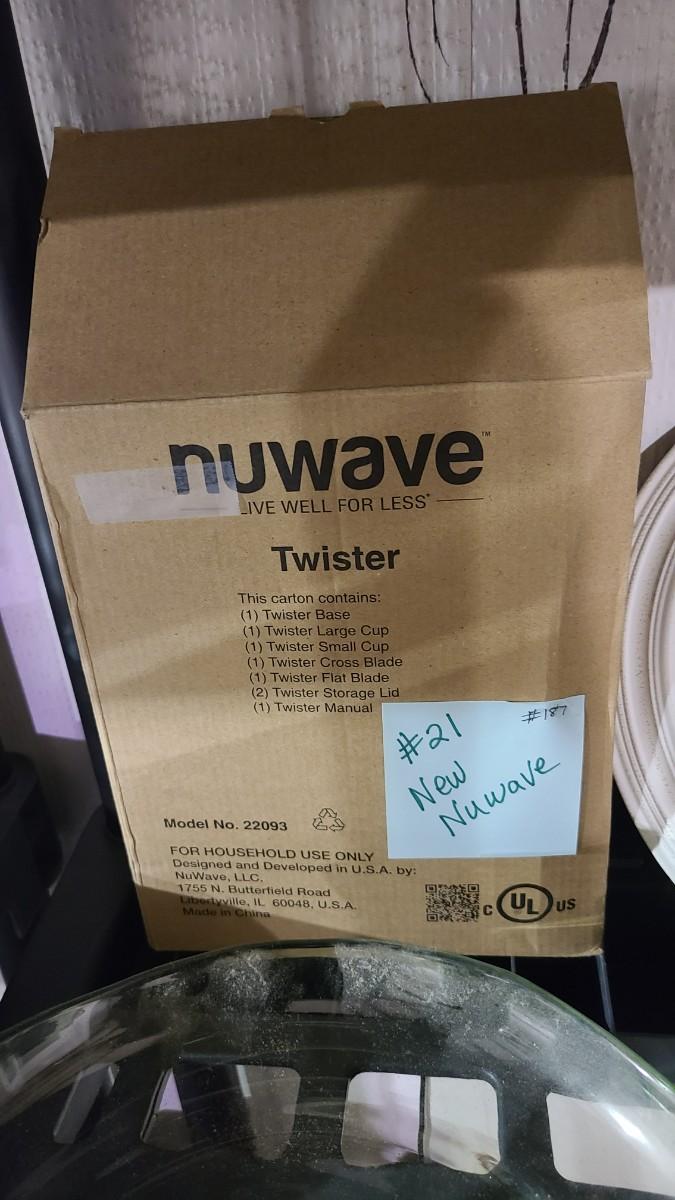 nuwave™
LIVE WELL FOR LESS*
Twister
This carton contains:
(1) Twister Base
(1) Twister Large Cup
(1) Twister Small Cup
(1) Twister Cross Blade
(1) Twister Flat Blade
(2) Twister Storage Lid
(1) Twister Manual
#187
#21
New
Nuwave
Model No. 22093
FOR HOUSEHOLD USE ONLY
Designed and Developed in U.S.A. by:
NuWave, LLC.
1755 N. Butterfield Road
Libertyville, IL 60048, U.S.A.
Made in China
C UL US